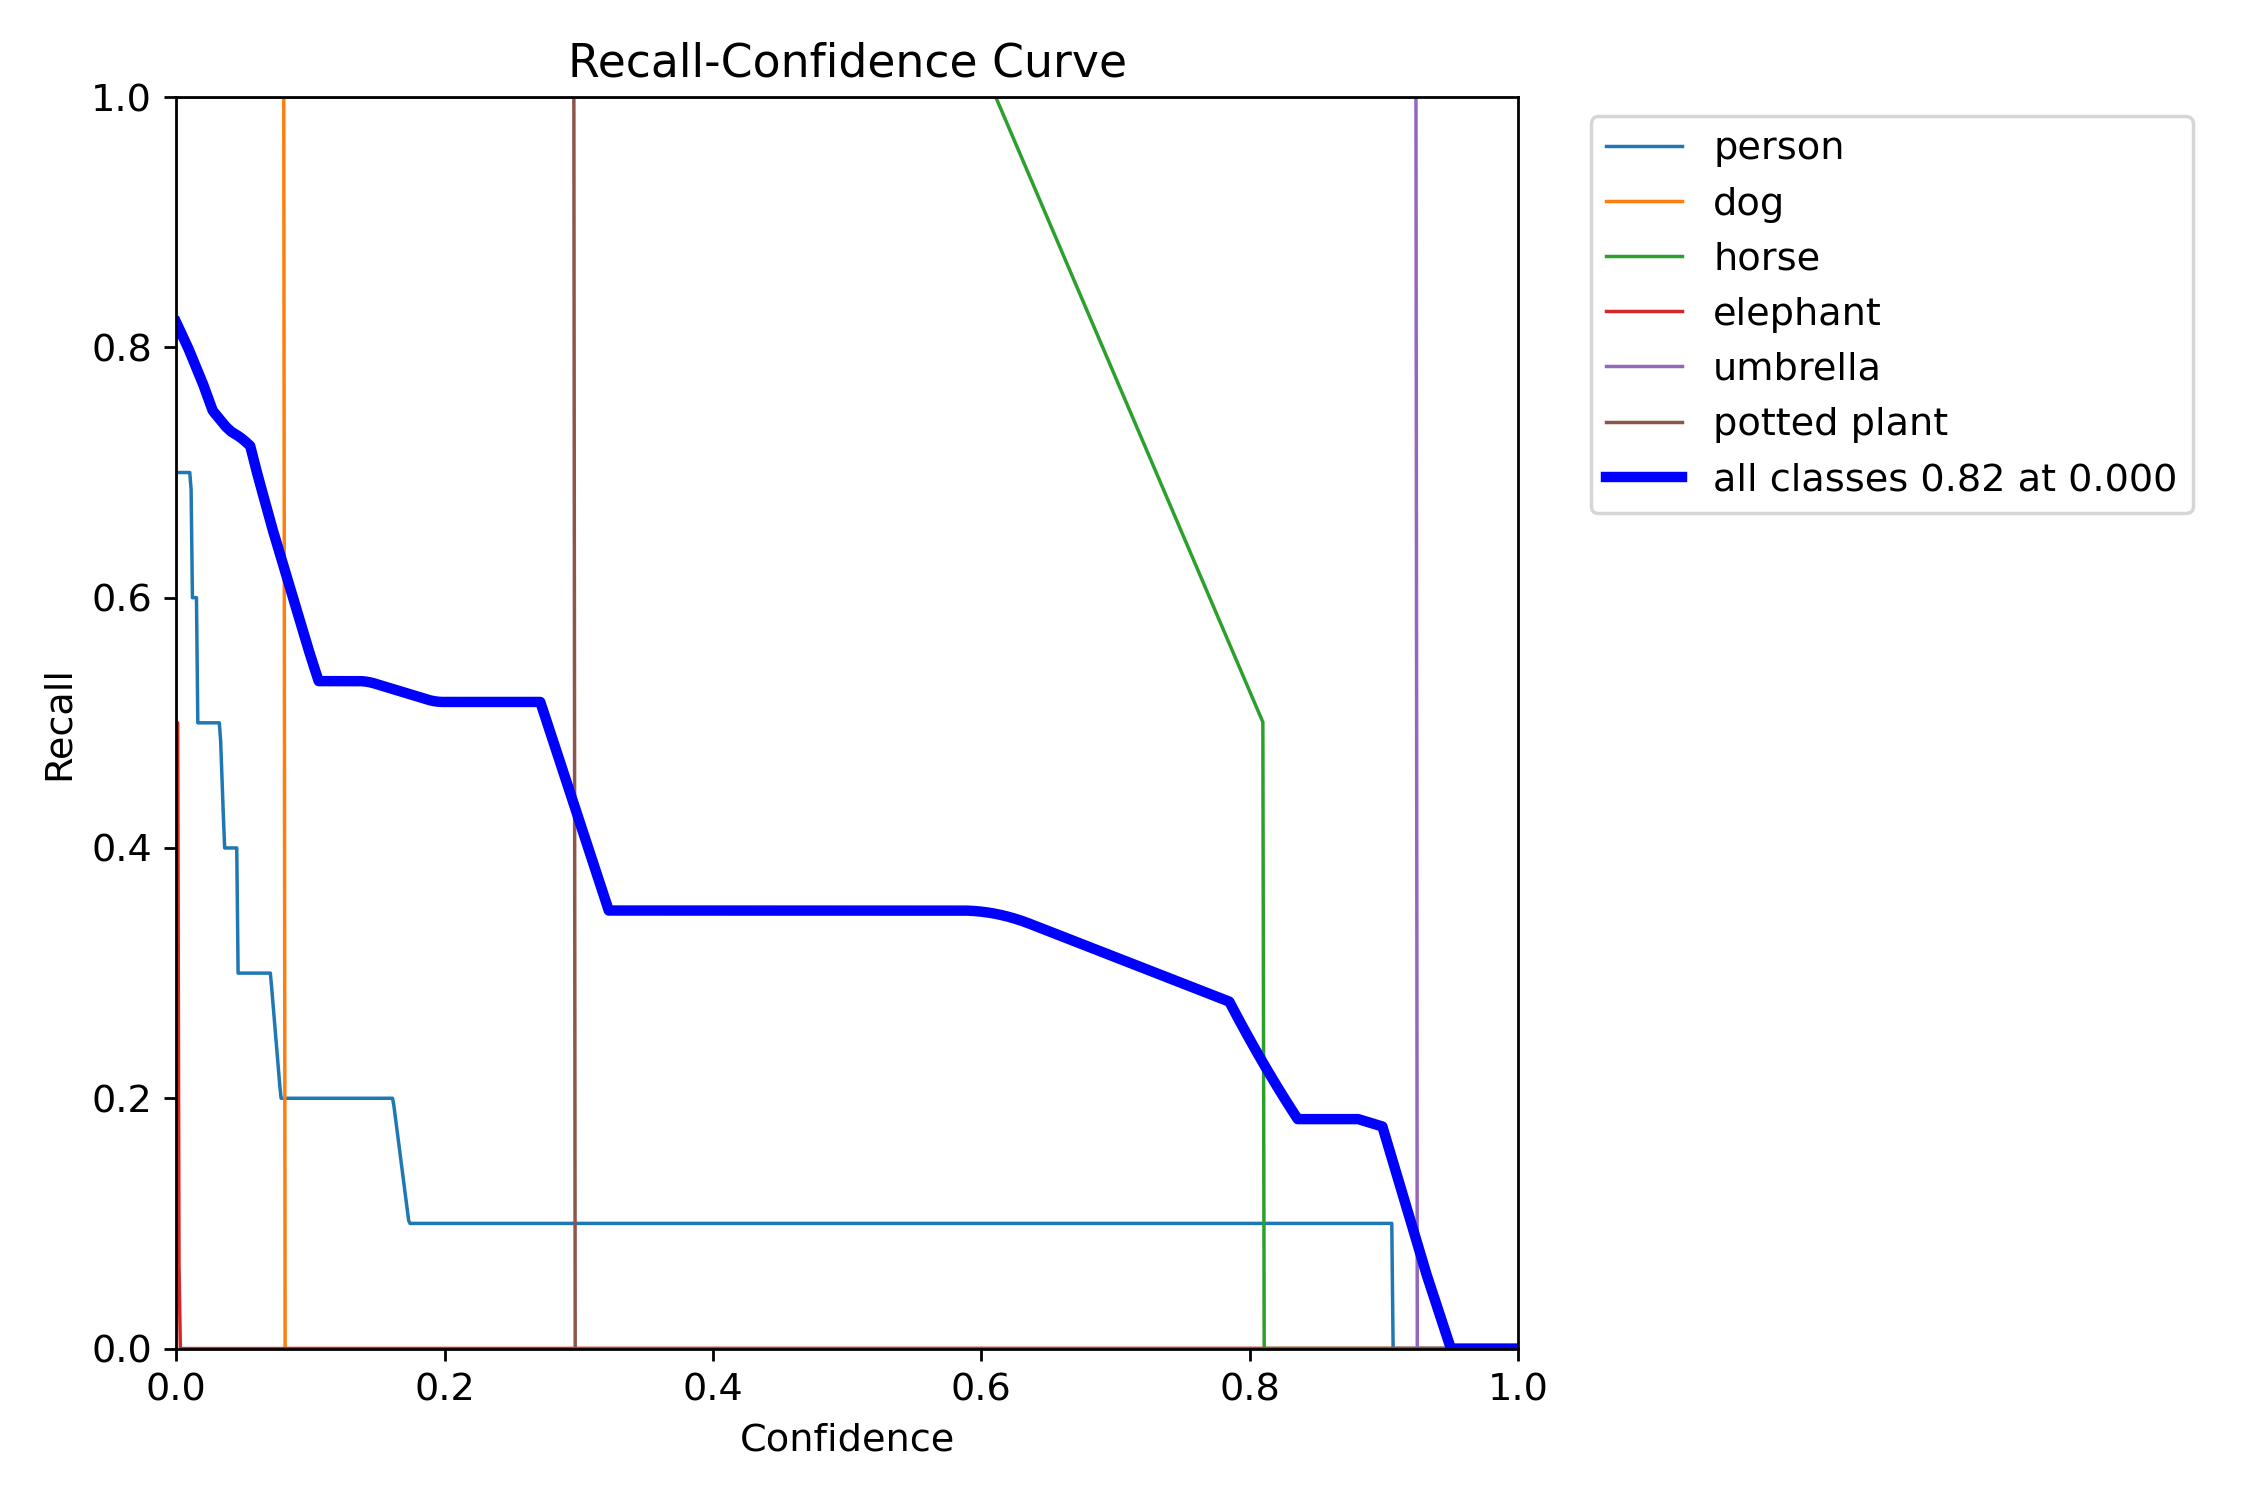 Recall-Confidence Curve
1.0
0.8
0.6
0.4
0.2
0.0
Recall
0.0 0.2 0.4 0.6 0.8 1.0
Confidence
person
dog
horse
elephant
umbrella
potted plant
all classes 0.82 at 0.000